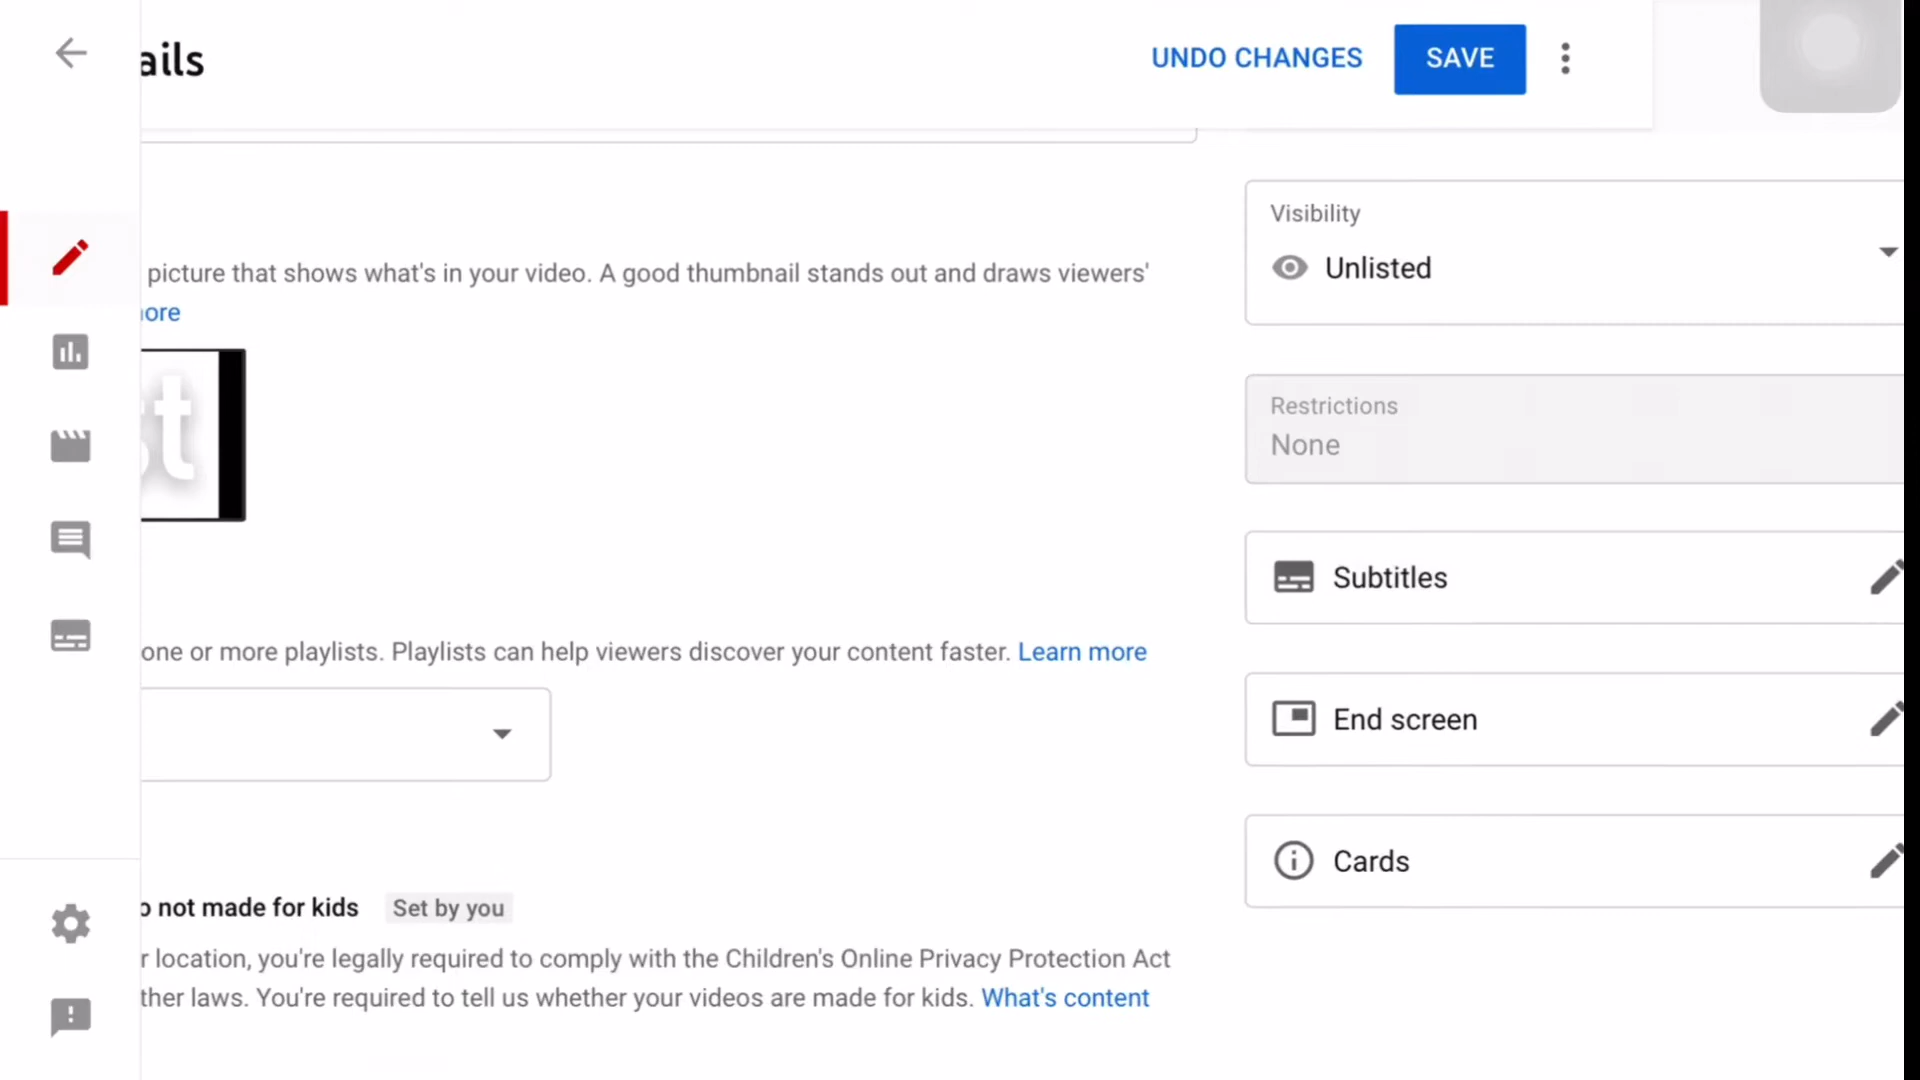 ails
UNDO CHANGES
SAVE
picture that shows what's in your video. A good thumbnail stands out and draws viewers'
ore
st
one or more playlists. Playlists can help viewers discover your content faster. Learn more
o not made for kids
Set by you
r location, you're legally required to comply with the Children's Online Privacy Protection Act
ther laws. You're required to tell us whether your videos are made for kids. What's content
Visibility
Unlisted
Restrictions
None
Subtitles
End screen
Cards